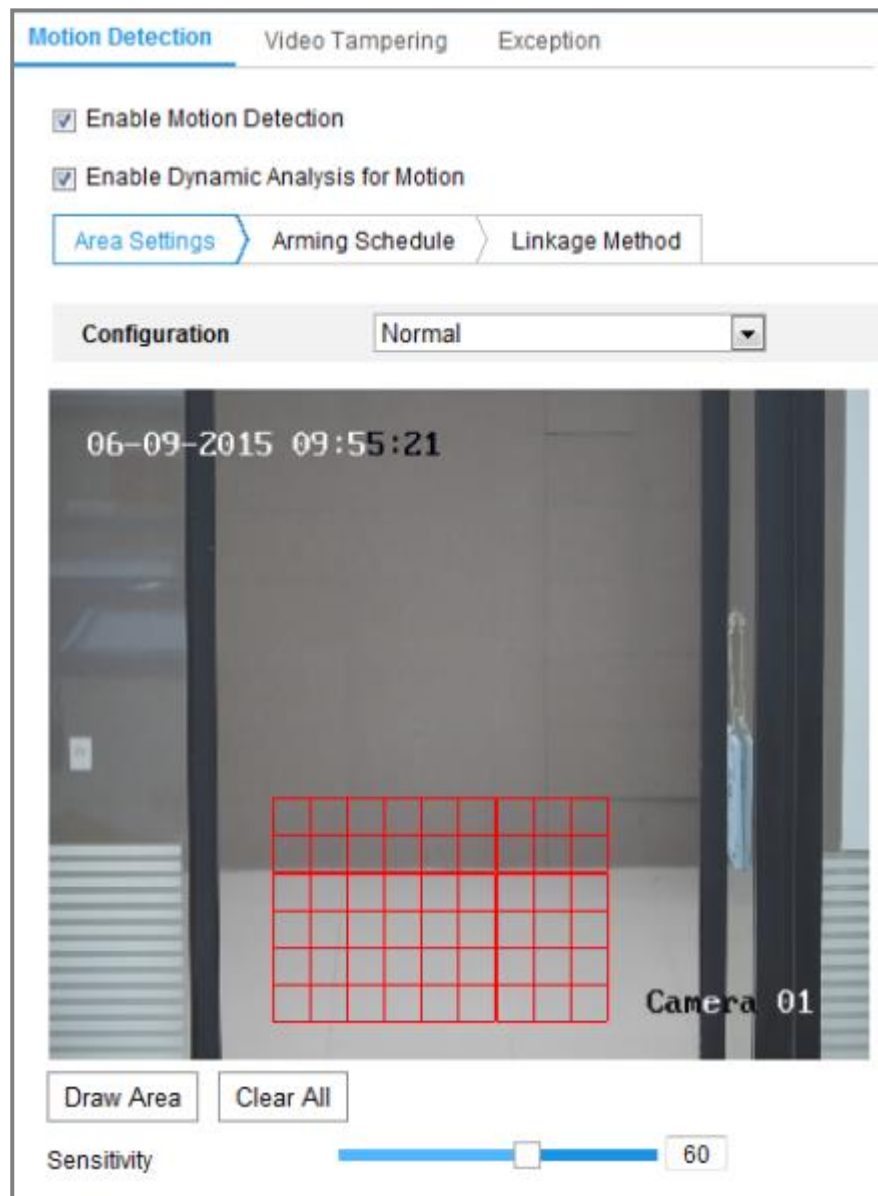 Motion Detection Video Tampering Exception
Enable Motion Detection
Enable Dynamic Analysis for Motion
Area Settings Arming Schedule Linkage Method
Configuration Normal
06-09-2015 09:55:21
Camera 01
Draw Area Clear All
Sensitivity 60